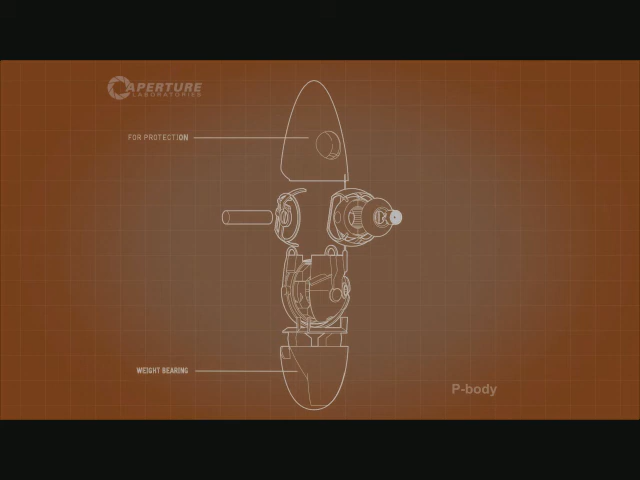 APERTURE
LABORATORIES
FOR PROTECTION
WEIGHT BEARING
P-body